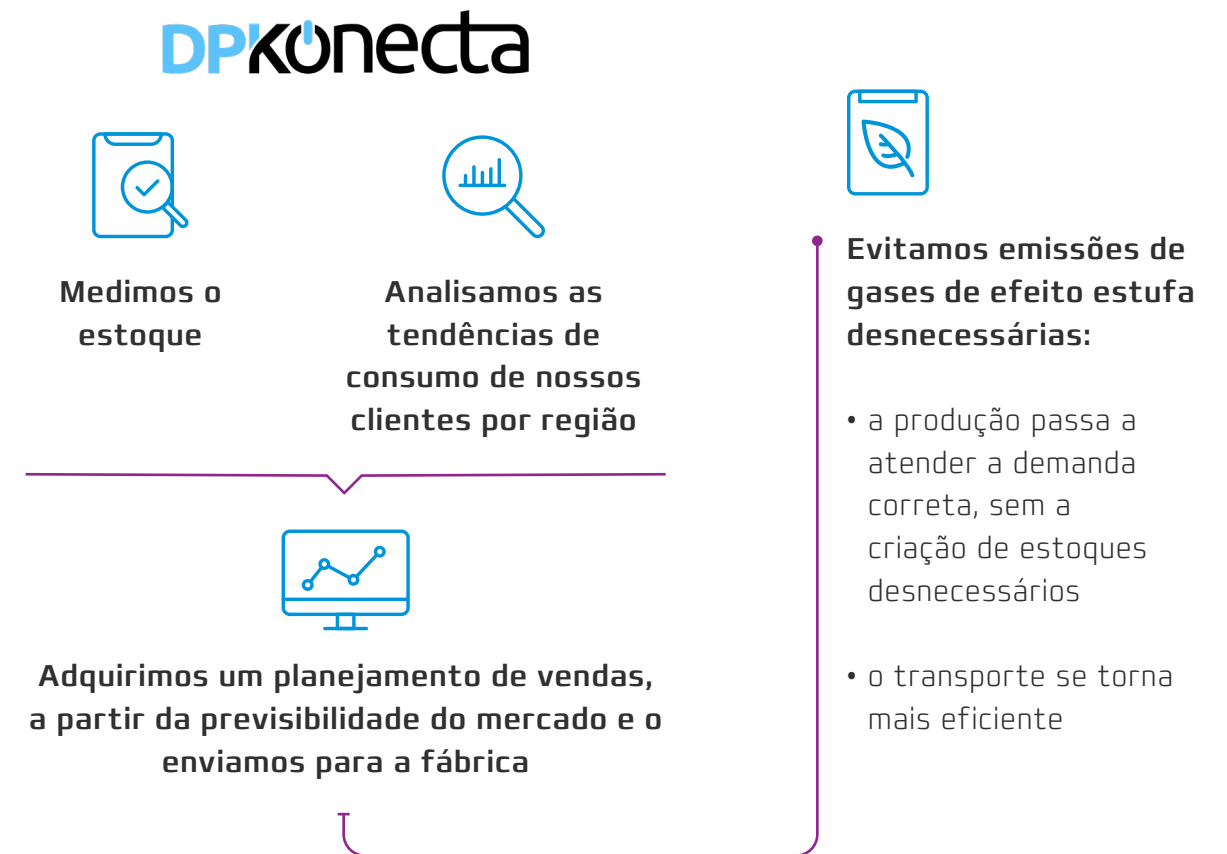 DPKonecta
Medimos o
estoque
Analisamos as
tendências de
consumo de nossos
clientes por região
Adquirimos um planejamento de vendas,
a partir da previsibilidade do mercado e o
enviamos para a fábrica
Evitamos emissões de
gases de efeito estufa
desnecessárias:
• a produção passa a
atender a demanda
correta, sem a
criação de estoques
desnecessários
• o transporte se torna
mais eficiente